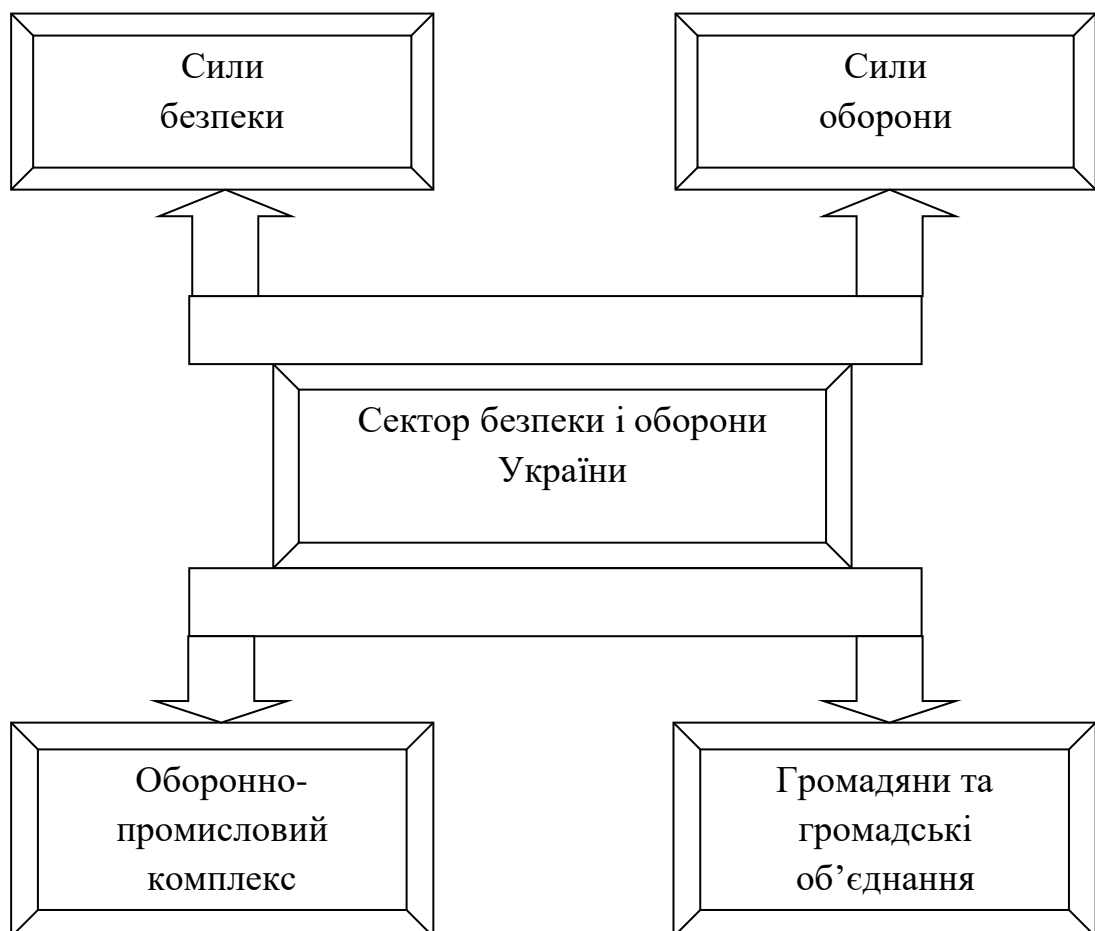 Сили
безпеки
Сили
оборони
Сектор безпеки і оборони
України
Оборонно-
промисловий
комплекс
Громадяни та
громадські
об’єднання